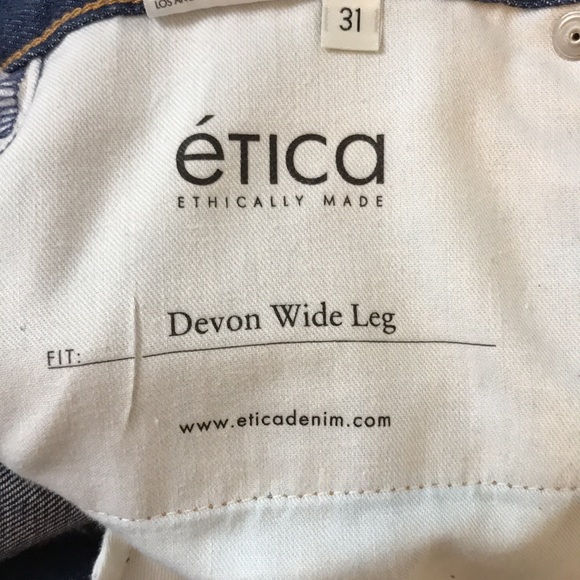 31
éTICa
ETHICALLY MADE
Devon Wide Leg
FIT:
www.eticadenim.com